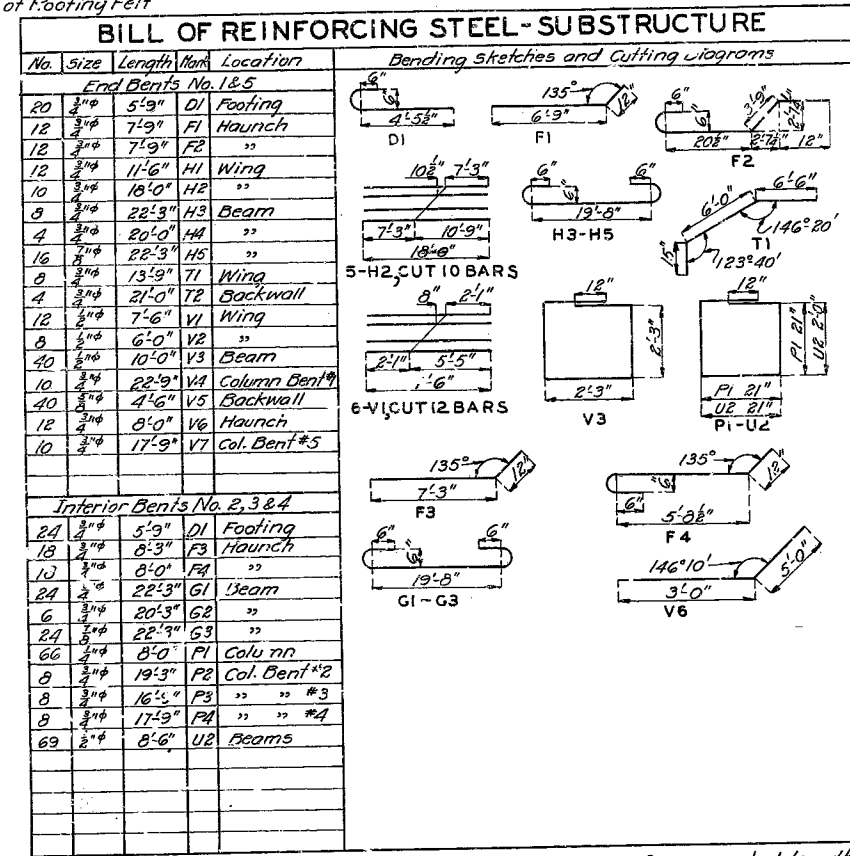 of Footing Felt
BILL OF REINFORCING STEEL-SUBSTRUCTURE
No. Size Length Mark Location
Bending Sketches and Cutting Diagrams
End Bents No. 1&5
20 3/4"φ 5'-9" D1 Footing
12 3/4"φ 7'-9" F1 Haunch
12 3/4"φ 7'-9" F2 "
12 3/4"φ 11'-6" H1 Wing
10 3/4"φ 18'-0" H2 "
8 3/4"φ 22'-3" H3 Beam
4 3/4"φ 20'-0" H4 "
16 7/8"φ 22'-3" H5 "
8 3/4"φ 13'-9" T1 Wing
4 3/4"φ 21'-0" T2 Backwall
12 1/2"φ 7'-6" V1 Wing
8 1/2"φ 6'-0" V2 "
40 1/2"φ 10'-0" V3 Beam
10 3/4"φ 22'-9" V4 Column Bent #1
40 5/8"φ 4'-6" V5 Backwall
12 3/4"φ 8'-0" V6 Haunch
10 3/4"φ 17'-9" V7 Col. Bent #5
Interior Bents No. 2, 3 & 4
24 3/4"φ 5'-9" D1 Footing
18 3/4"φ 8'-3" F3 Haunch
3/4"φ 8'-0" F4 "
24 22'-3" G1 Beam
6 3/4"φ 20'-3" G2 "
24 7/8"φ 22'-3" G3 "
66 8'-0" P1 Column
8 3/4"φ 19'-3" P2 Col. Bent #2
8 3/4"φ P3 " " #3
8 3/4"φ 17'-9" P4 " " #4
69 1/2"φ 8'-6" U2 Beams
6" 6" 4'-5½" D1
135° 12" 6'-9" F1
6" 6" 3'-9" 2'-7¼" 20½" 2'-7¼" 12" F2
10½" 7'-3"
7'-3" 10'-9"
18'-0"
5-H2, CUT 10 BARS
6" 6" 6" 19'-8" H3-H5
6'-6" 6'-0" 146°20' 15" 123°40' T1
8" 2'-1"
2'-1" 5'-5"
6-V1, CUT 12 BARS
12" 2'-3" 2'-3" V3
12" P1 21" U2 2'-0"
P1 21"
U2 21"
P1-U2
135° 12" 7'-3" F3
135° 12" 6" 6" 5'-8½" F4
6" 6" 6" 19'-8" G1-G3
146°10' 5'-0" 3'-0" V6